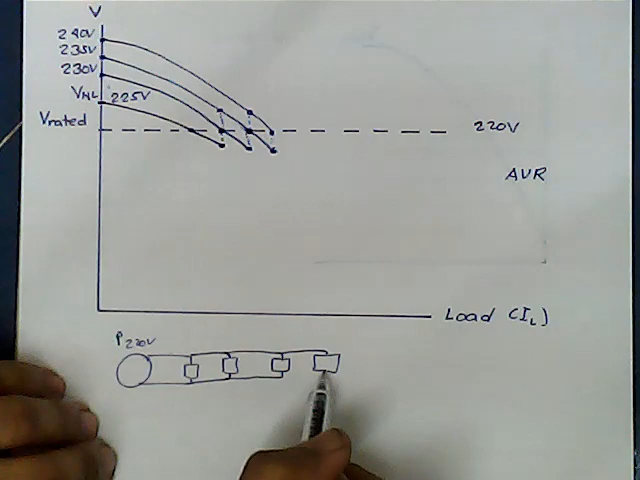 V
240V
235V
230V
VNL 225V
Vrated
220V
AVR
Load (IL)
P220V